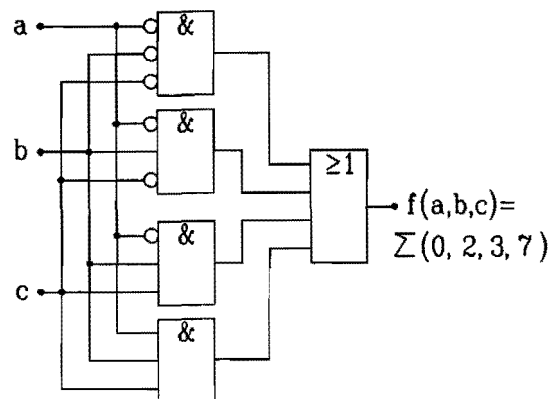 a
&
b
&
≥1
f(a,b,c)=
Σ(0, 2, 3, 7)
&
c
&